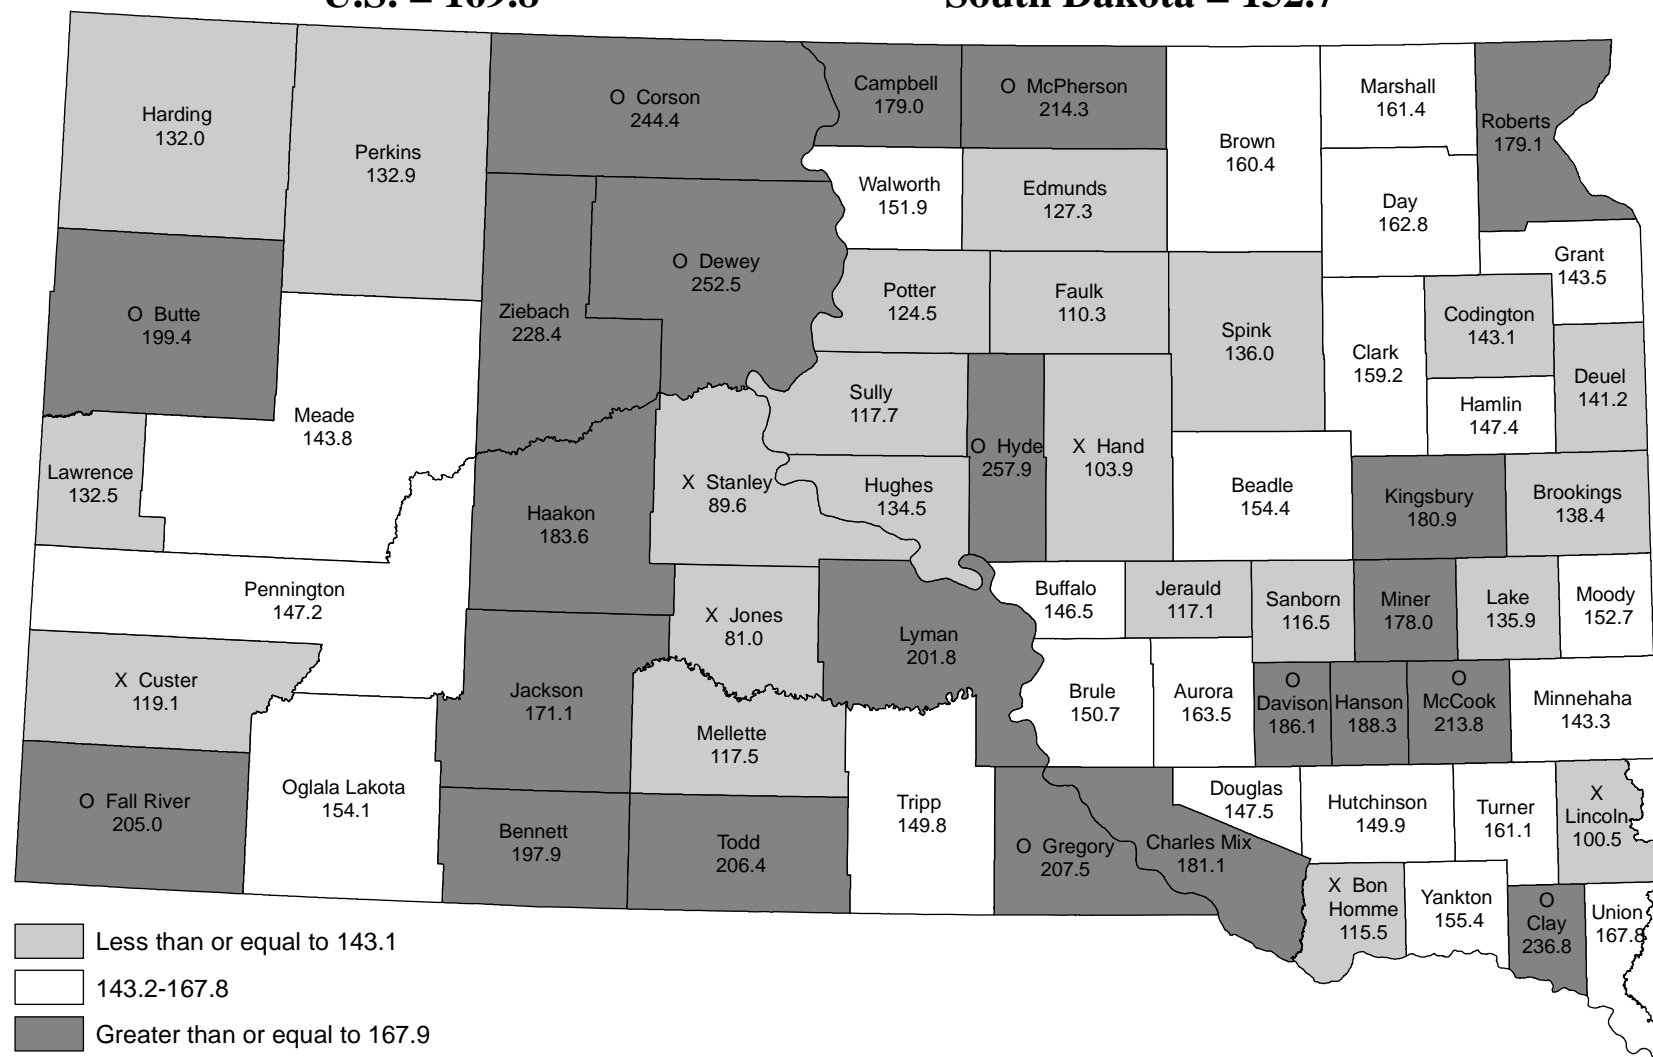 U.S. = 169.8
South Dakota = 152.7
Harding
132.0
Perkins
132.9
O Corson
244.4
Campbell
179.0
O McPherson
214.3
Brown
160.4
Marshall
161.4
Roberts
179.1
Walworth
151.9
Edmunds
127.3
Day
162.8
Grant
143.5
O Butte
199.4
Meade
143.8
Ziebach
228.4
O Dewey
252.5
Potter
124.5
Faulk
110.3
Spink
136.0
Clark
159.2
Codington
143.1
Deuel
141.2
Hamlin
147.4
Lawrence
132.5
Haakon
183.6
X Stanley
89.6
Sully
117.7
Hughes
134.5
O Hyde
257.9
X Hand
103.9
Beadle
154.4
Kingsbury
180.9
Brookings
138.4
Pennington
147.2
X Jones
81.0
Lyman
201.8
Buffalo
146.5
Jerauld
117.1
Sanborn
116.5
Miner
178.0
Lake
135.9
Moody
152.7
X Custer
119.1
Jackson
171.1
Mellette
117.5
Brule
150.7
Aurora
163.5
O
Davison
186.1
Hanson
188.3
O
McCook
213.8
Minnehaha
143.3
O Fall River
205.0
Oglala Lakota
154.1
Bennett
197.9
Todd
206.4
Tripp
149.8
O Gregory
207.5
Charles Mix
181.1
Douglas
147.5
Hutchinson
149.9
Turner
161.1
X
Lincoln
100.5
X Bon
Homme
115.5
Yankton
155.4
O
Clay
236.8
Union
167.8
Less than or equal to 143.1
143.2-167.8
Greater than or equal to 167.9